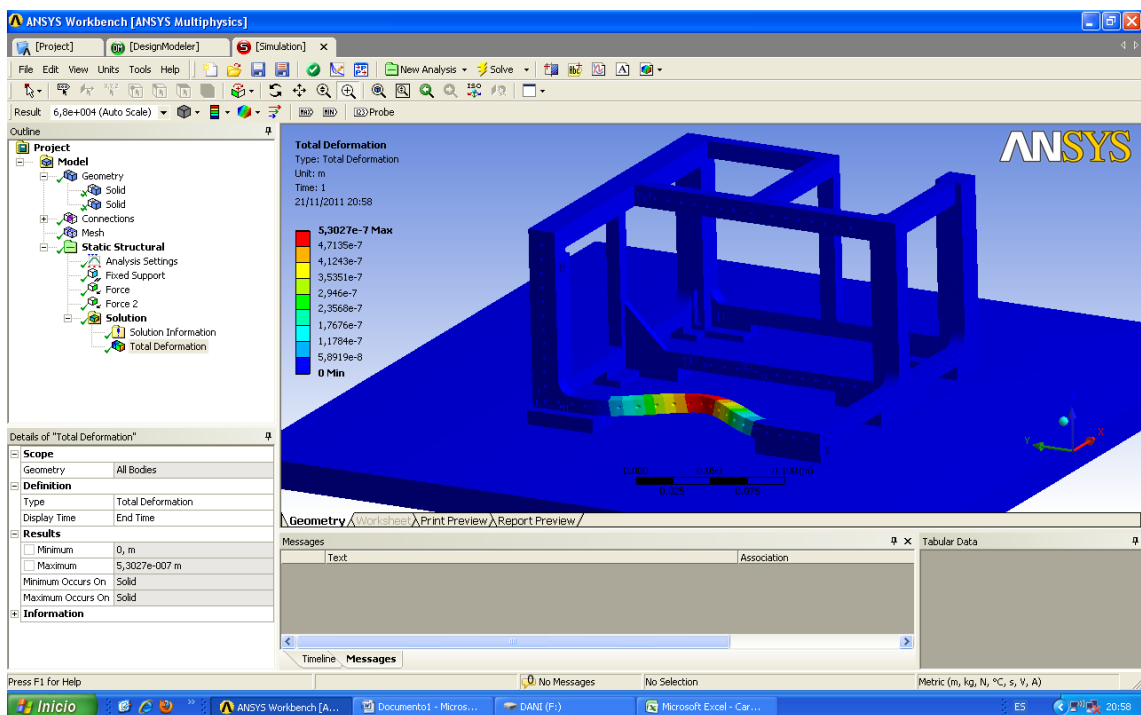 ANSYS Workbench [ANSYS Multiphysics]
[Project] [DesignModeler] [Simulation]
File Edit View Units Tools Help New Analysis Solve
Result 6,8e+004 (Auto Scale) Probe
Outline
Project
Model
Geometry
Solid
Solid
Connections
Mesh
Static Structural
Analysis Settings
Fixed Support
Force
Force 2
Solution
Solution Information
Total Deformation
Total Deformation
Type: Total Deformation
Unit: m
Time: 1
21/11/2011 20:58
5,3027e-7 Max
4,7135e-7
4,1243e-7
3,5351e-7
2,946e-7
2,3568e-7
1,7676e-7
1,1784e-7
5,8919e-8
0 Min
ANSYS
X
Y
0.000
0.025 0.075
Geometry Worksheet Print Preview Report Preview
Details of "Total Deformation"
Scope
Geometry All Bodies
Definition
Type Total Deformation
Display Time End Time
Results
Minimum 0, m
Maximum 5,3027e-007 m
Minimum Occurs On Solid
Maximum Occurs On Solid
Information
Messages
Text Association
Timeline Messages
Tabular Data
Press F1 for Help No Messages No Selection Metric (m, kg, N, °C, s, V, A)
Inicio ANSYS Workbench [A... Documento1 - Micros... DANI (F:) Microsoft Excel - Car... ES 20:58